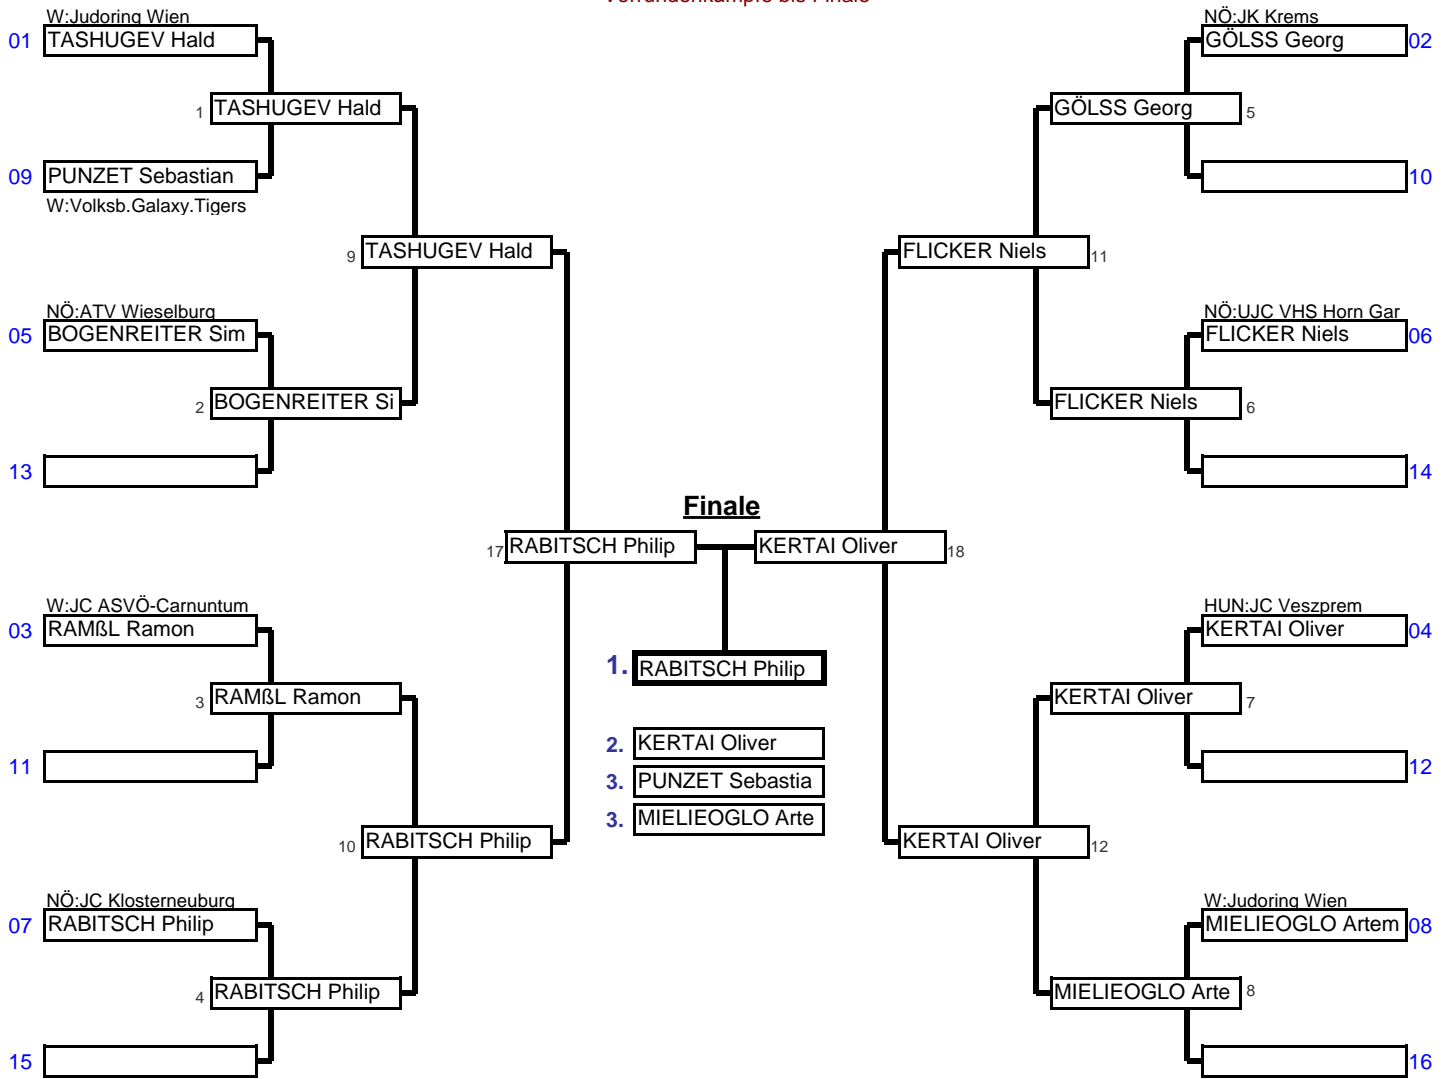 Vorrundenkämpfe bis Finale
W:Judoring Wien
01 TASHUGEV Hald
1 TASHUGEV Hald
09 PUNZET Sebastian
W:Volksb.Galaxy.Tigers
9 TASHUGEV Hald
NÖ:ATV Wieselburg
05 BOGENREITER Sim
2 BOGENREITER Si
13
17 RABITSCH Philip
W:JC ASVÖ-Carnuntum
03 RAMßL Ramon
3 RAMßL Ramon
11
10 RABITSCH Philip
NÖ:JC Klosterneuburg
07 RABITSCH Philip
4 RABITSCH Philip
15
Finale
1. RABITSCH Philip
2. KERTAI Oliver
3. PUNZET Sebastia
3. MIELIEOGLO Arte
NÖ:JK Krems
GÖLSS Georg 02
GÖLSS Georg 5
10
FLICKER Niels 11
NÖ:UJC VHS Horn Gar
FLICKER Niels 06
FLICKER Niels 6
14
KERTAI Oliver 18
HUN:JC Veszprem
KERTAI Oliver 04
KERTAI Oliver 7
12
KERTAI Oliver 12
W:Judoring Wien
MIELIEOGLO Artem 08
MIELIEOGLO Arte 8
16